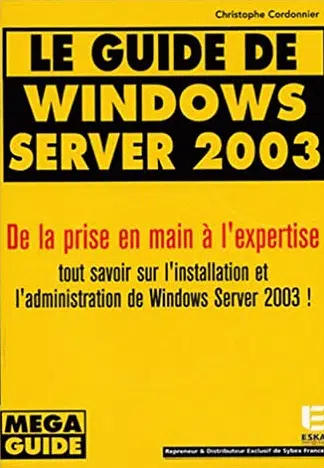 Christophe Cordonnier
LE GUIDE DE
WINDOWS
SERVER 2003
De la prise en main à l'expertise
tout savoir sur l'installation et
l'administration de Windows Server 2003 !
MEGA
GUIDE
ESKA
Repreneur & Distributeur Exclusif de Sybex France